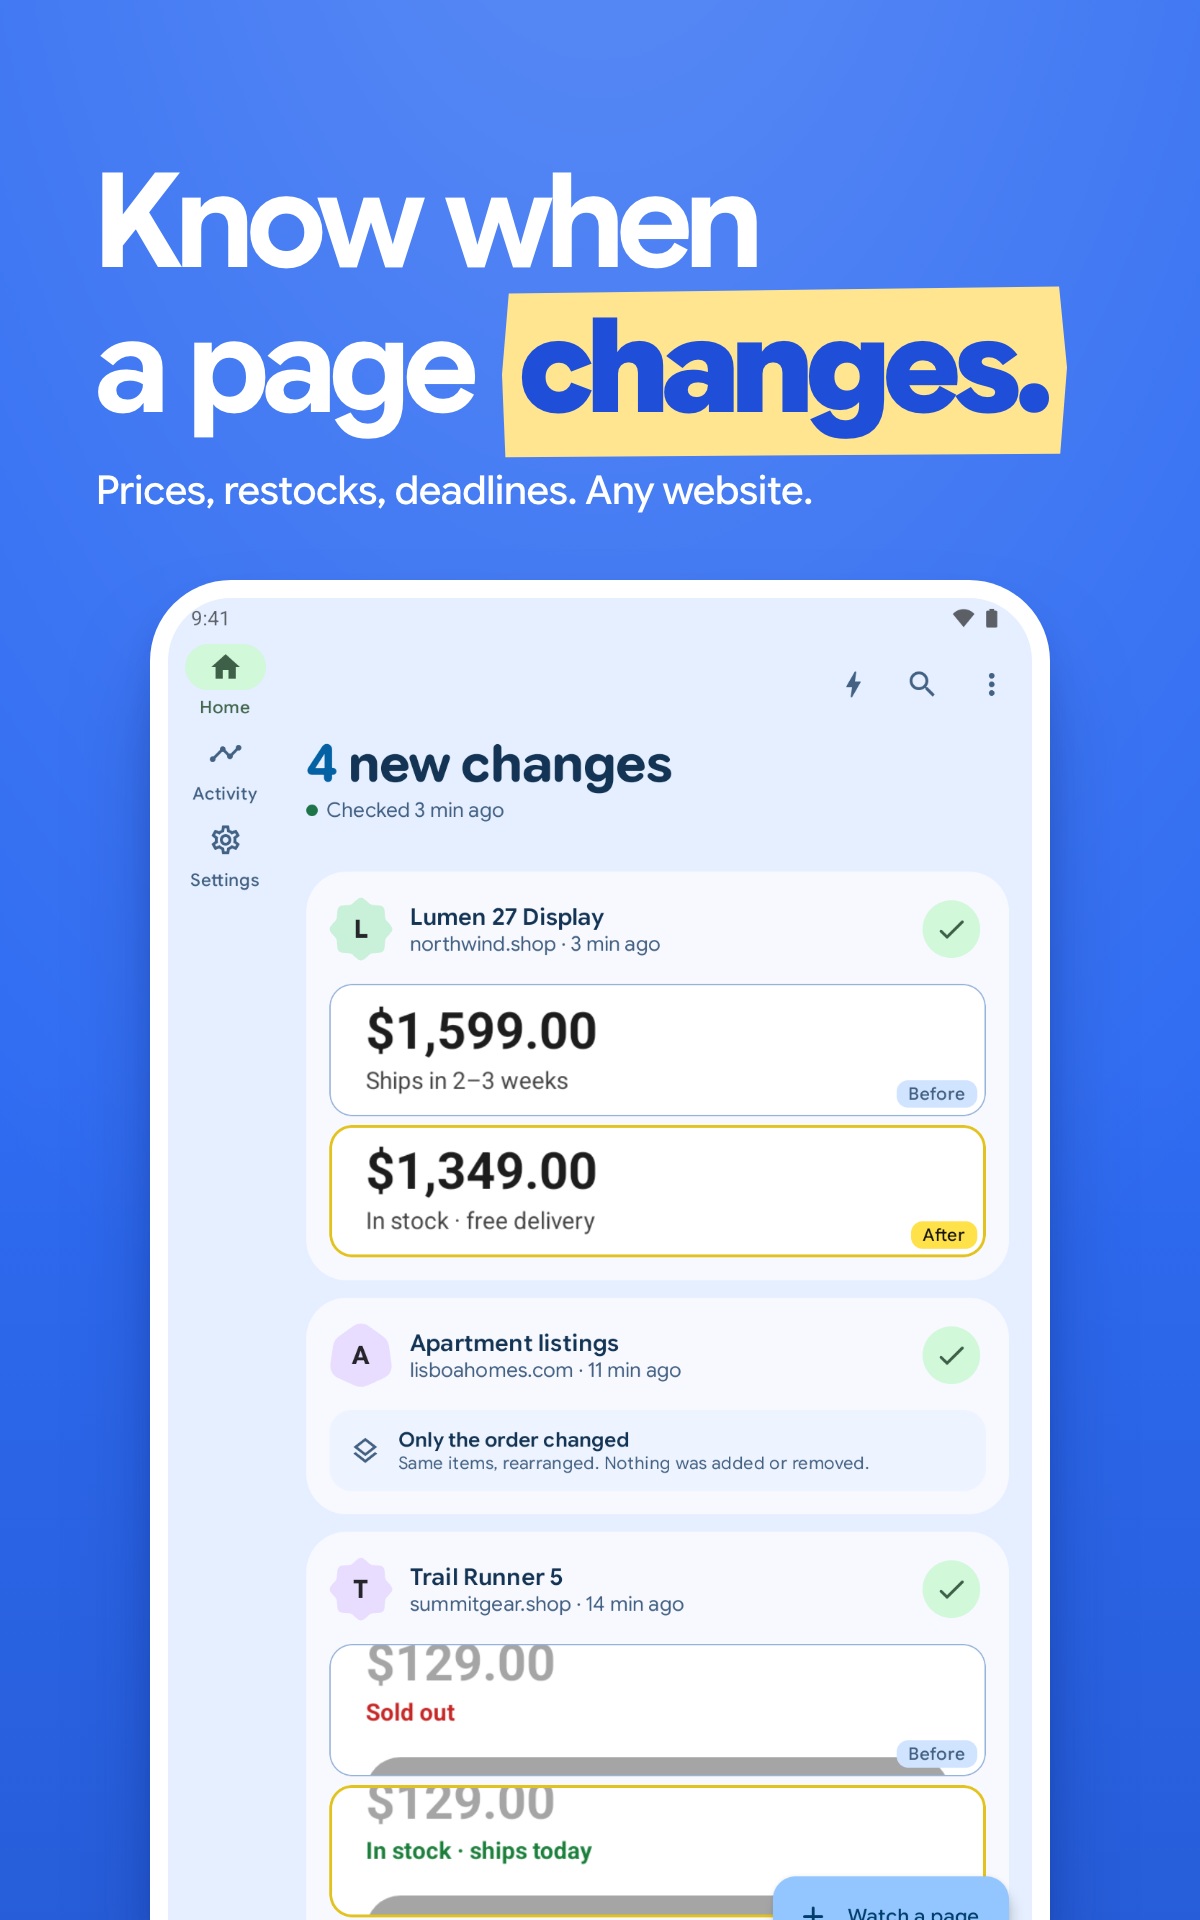 Know when
a page changes.
Prices, restocks, deadlines. Any website.
9:41
Home
Activity
Settings
4 new changes
Checked 3 min ago
L
Lumen 27 Display
northwind.shop · 3 min ago
$1,599.00
Ships in 2–3 weeks
Before
$1,349.00
In stock · free delivery
After
A
Apartment listings
lisboahomes.com · 11 min ago
Only the order changed
Same items, rearranged. Nothing was added or removed.
T
Trail Runner 5
summitgear.shop · 14 min ago
$129.00
Sold out
Before
$129.00
In stock · ships today
+ Watch a page